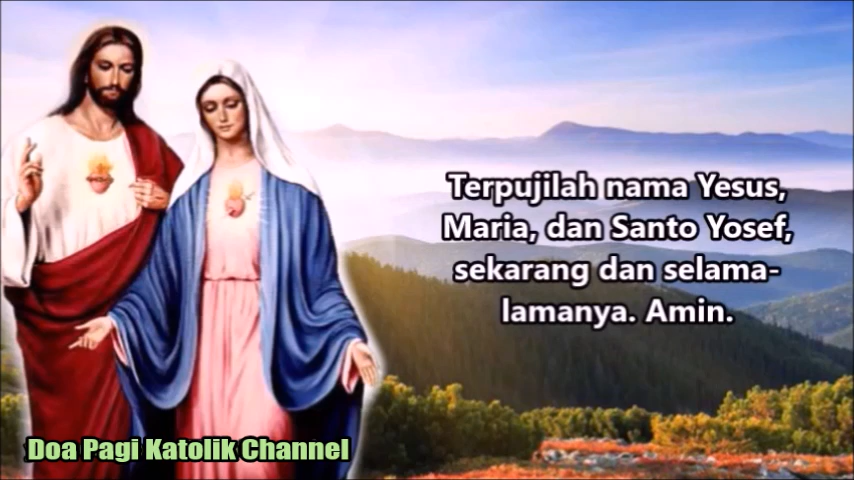 Terpujilah nama Yesus,
Maria, dan Santo Yosef,
sekarang dan selama-
lamanya. Amin.
Doa Pagi Katolik Channel